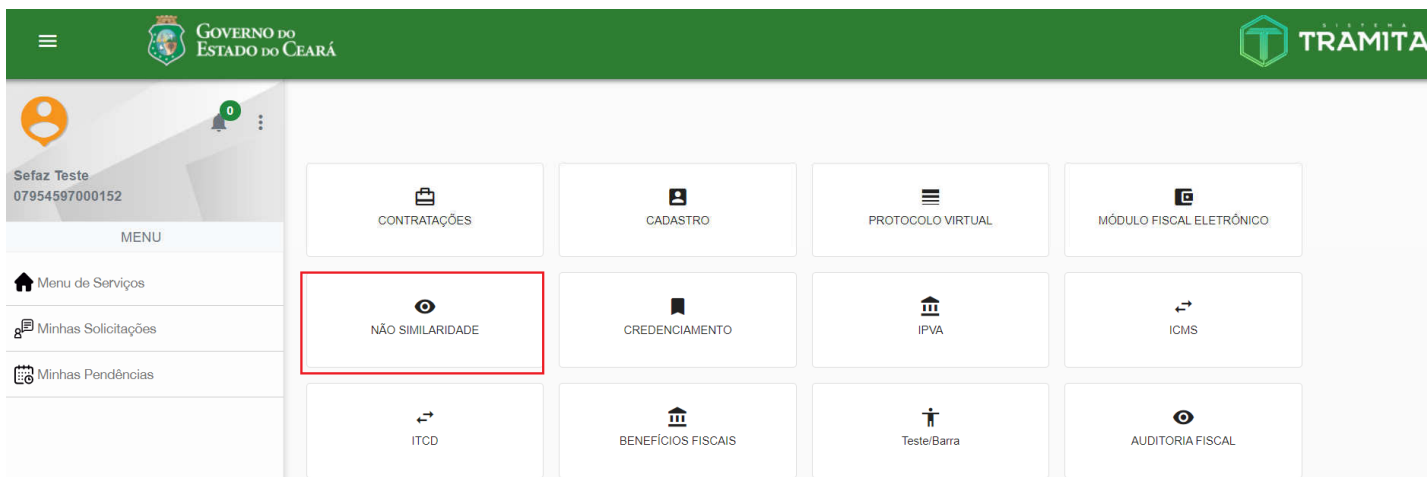 GOVERNO DO
ESTADO DO CEARÁ
SISTEMA
TRAMITA
0
Sefaz Teste
07954597000152
MENU
Menu de Serviços
Minhas Solicitações
Minhas Pendências
CONTRATAÇÕES
CADASTRO
PROTOCOLO VIRTUAL
MÓDULO FISCAL ELETRÔNICO
NÃO SIMILARIDADE
CREDENCIAMENTO
IPVA
ICMS
ITCD
BENEFÍCIOS FISCAIS
Teste/Barra
AUDITORIA FISCAL